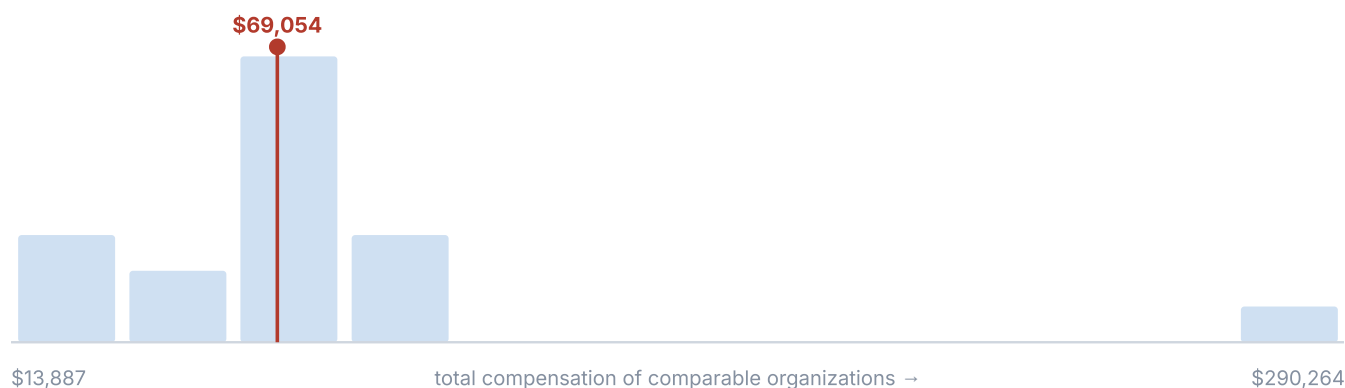 $69,054
$13,887 total compensation of comparable organizations → $290,264